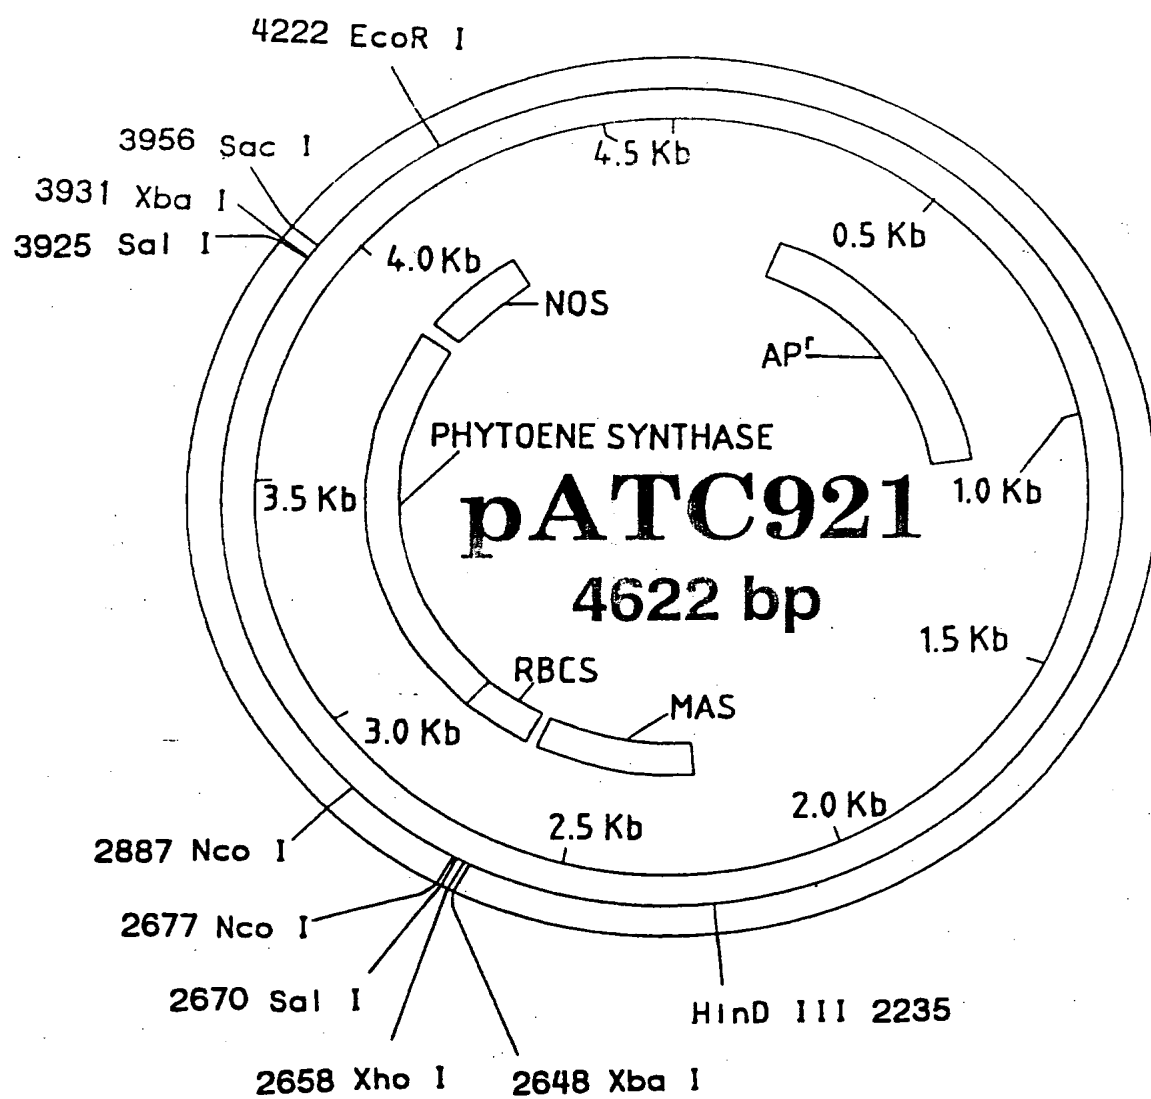 4222 EcoR I
3956 Sac I
3931 Xba I
3925 Sal I
4.5 Kb
0.5 Kb
4.0 Kb
NOS
APʳ
PHYTOENE SYNTHASE
3.5 Kb
1.0 Kb
pATC921
4622 bp
1.5 Kb
RBCS
MAS
3.0 Kb
2.0 Kb
2.5 Kb
2887 Nco I
2677 Nco I
2670 Sal I
HinD III 2235
2658 Xho I
2648 Xba I